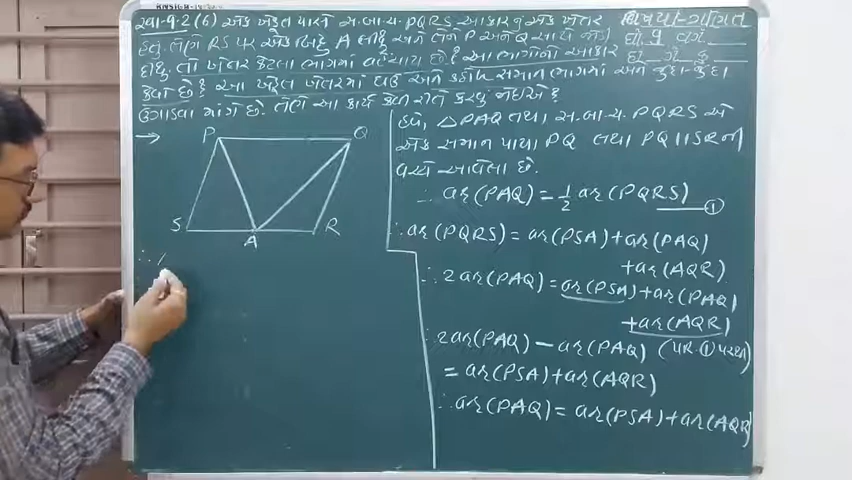 સ્વા-9.2 (6) એક ખેડૂત પાસે સ.બા.ચ. PQRS આકારનું એક ખેતર
વિષય-ગણિત
હતું. તેણે RS પર એક બિંદુ A લીધું અને તેને P અને Q સાથે જોડી
ધો. 9 વર્ગ
દીધું તો ખેતર કેટલા ભાગમાં વહેંચાય છે? આ ભાગોનો આકાર
કેવો છે? આ ખેડૂત ખેતરમાં ઘઉં અને કઠોળ સમાન ભાગમાં અને જુદા-જુદા
ઉગાડવા માંગે છે. તેણે આ કાર્ય કેવી રીતે કરવું જોઈએ?
→
P Q
S A R
∴
હવે, △PAQ તથા સ.બા.ચ. PQRS એ
એક સમાન પાયા PQ તથા PQ||SR ની
વચ્ચે આવેલા છે.
∴ ar(PAQ) = 1/2 ar(PQRS) ①
∴ ar(PQRS) = ar(PSA) + ar(PAQ)
+ ar(AQR)
∴ 2ar(PAQ) = ar(PSA) + ar(PAQ)
+ ar(AQR)
(પરિ.① પરથી)
∴ 2ar(PAQ) - ar(PAQ)
= ar(PSA) + ar(AQR)
∴ ar(PAQ) = ar(PSA) + ar(AQR)